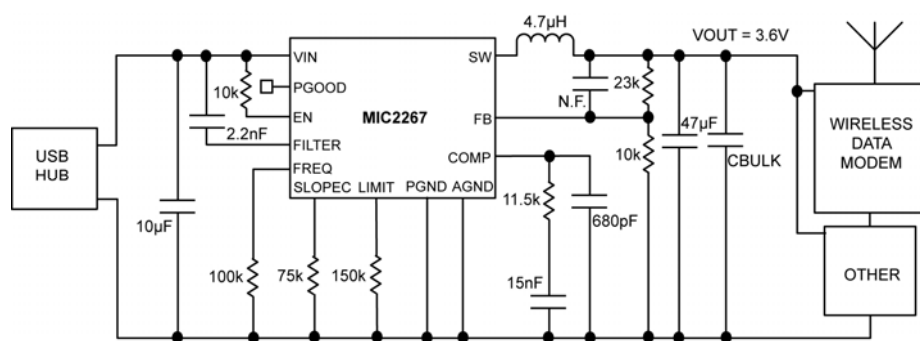 4.7µH
VOUT = 3.6V
VIN
SW
PGOOD
10k
N.F.
23k
EN
MIC2267
FB
47µF
WIRELESS
DATA
MODEM
USB
HUB
2.2nF
FILTER
COMP
10k
CBULK
FREQ
SLOPEC
LIMIT
PGND
AGND
11.5k
10µF
680pF
100k
75k
150k
15nF
OTHER